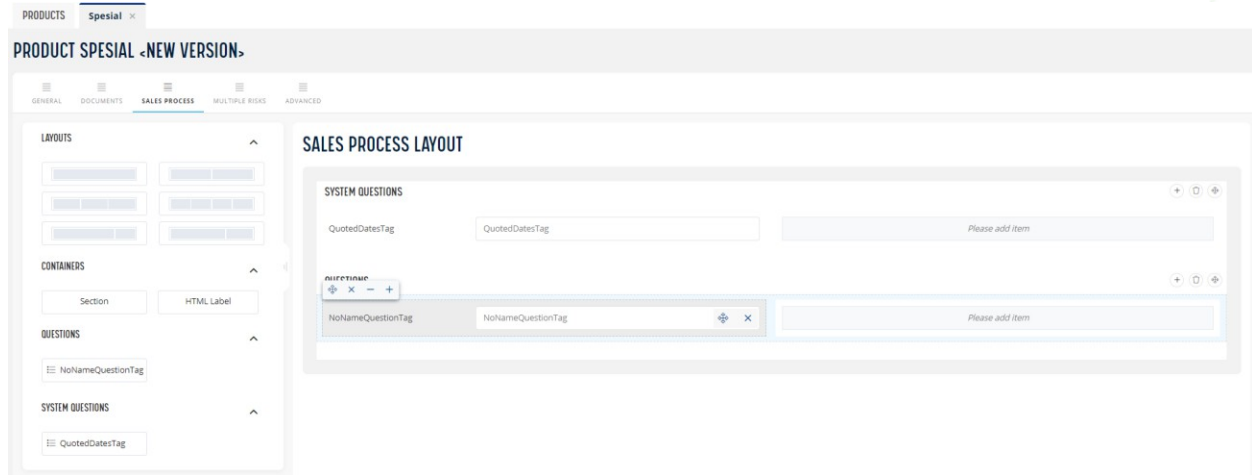 PRODUCTS Spesial ×
PRODUCT SPESIAL <NEW VERSION>
GENERAL DOCUMENTS SALES PROCESS MULTIPLE RISKS ADVANCED
LAYOUTS
SALES PROCESS LAYOUT
SYSTEM QUESTIONS
QuotedDatesTag QuotedDatesTag Please add item
CONTAINERS
Section HTML Label
QUESTIONS
NoNameQuestionTag NoNameQuestionTag Please add item
QUESTIONS
NoNameQuestionTag
SYSTEM QUESTIONS
QuotedDatesTag